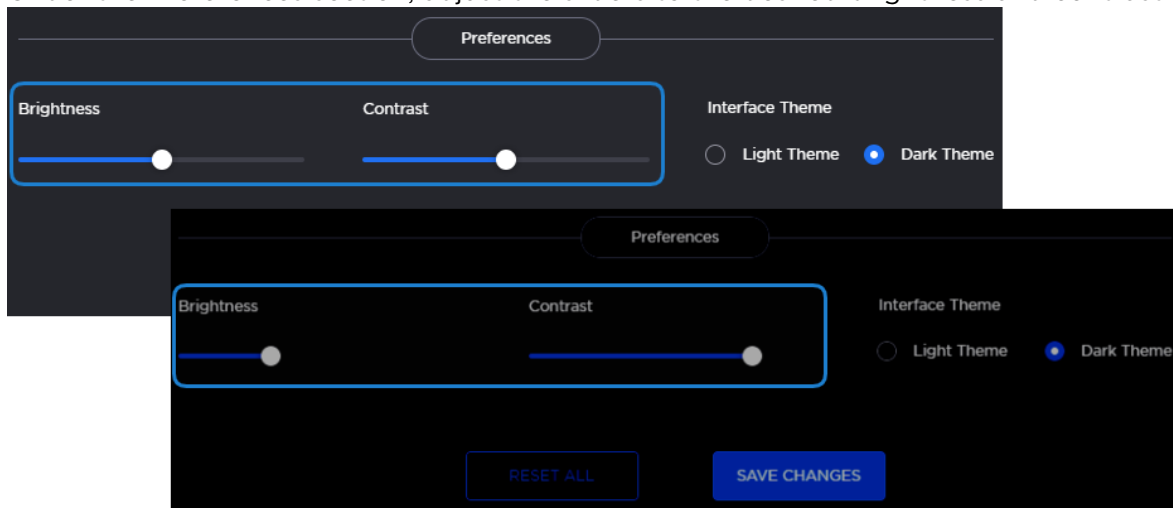 Preferences
Brightness Contrast Interface Theme
Light Theme Dark Theme
Preferences
Brightness Contrast Interface Theme
Light Theme Dark Theme
RESET ALL SAVE CHANGES